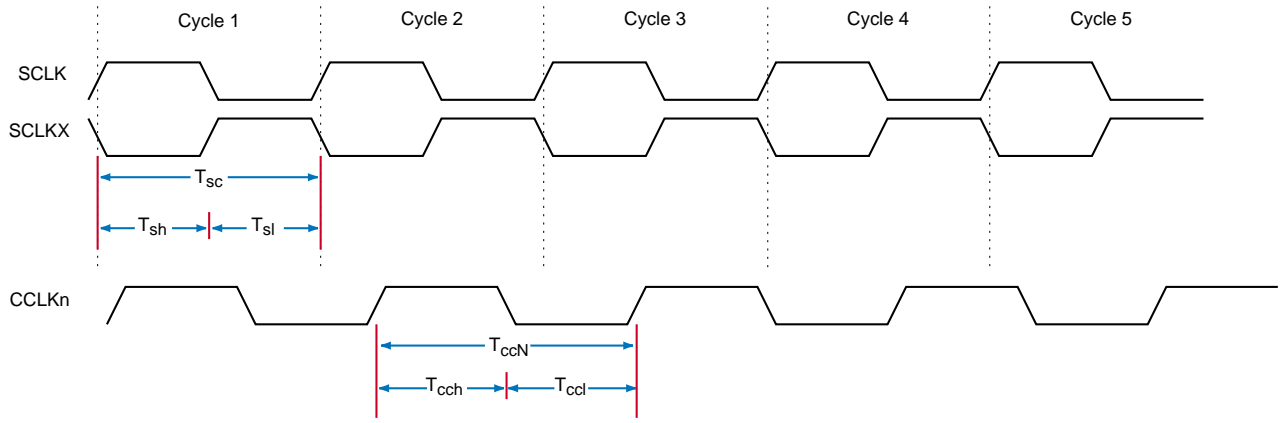 Cycle 1 Cycle 2 Cycle 3 Cycle 4 Cycle 5
SCLK
SCLKX
Tsc
Tsh Tsl
CCLKn
TccN
Tcch Tccl